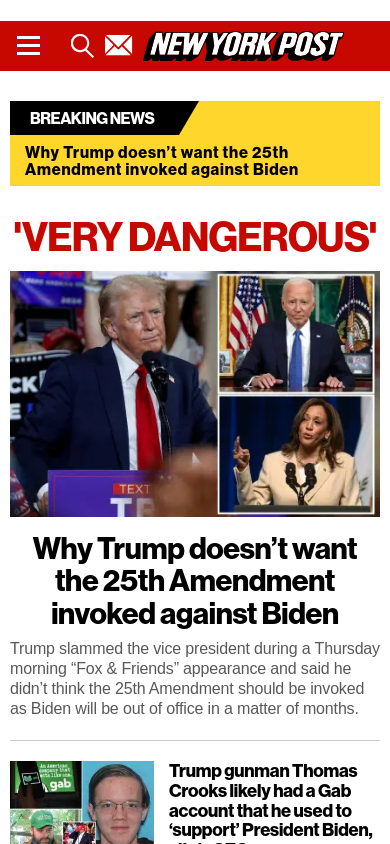 NEW YORK POST
BREAKING NEWS
Why Trump doesn't want the 25th
Amendment invoked against Biden
'VERY DANGEROUS'
TEXT
Why Trump doesn't want
the 25th Amendment
invoked against Biden
Trump slammed the vice president during a Thursday
morning “Fox & Friends” appearance and said he
didn't think the 25th Amendment should be invoked
as Biden will be out of office in a matter of months.
gab
Trump gunman Thomas
Crooks likely had a Gab
account that he used to
‘support’ President Biden,